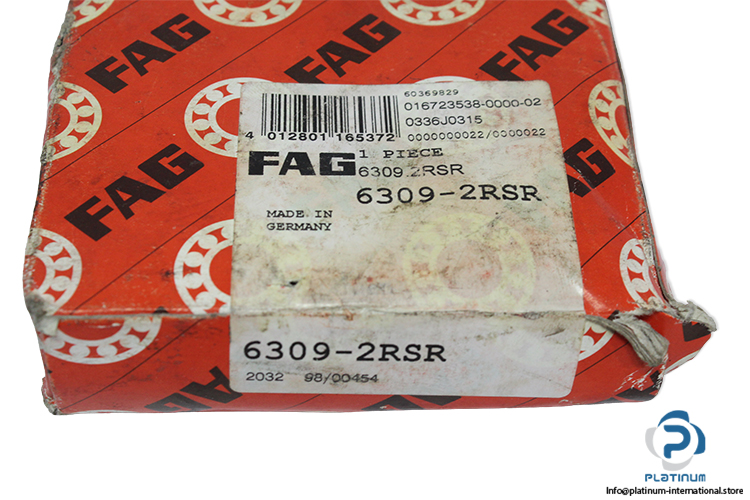 FAG
FAG
60369829
016723538-0000-02
0336J0315
4 012801 165372
0000000022/0000022
FAG
1 PIECE
6309.2RSR
6309-2RSR
MADE IN
GERMANY
FAG
6309-2RSR
2032 98/00454
FAG
PLATINUM
Info@platinum-international.store